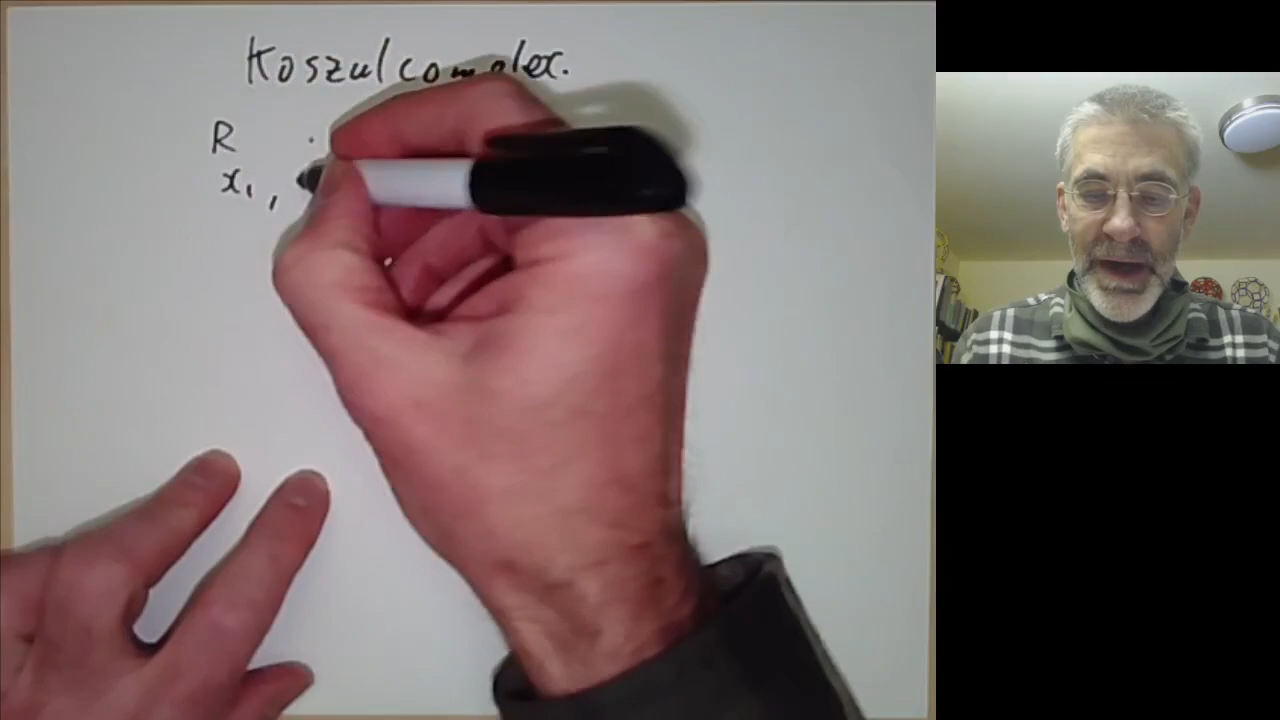 Koszul complex.
R
x₁,